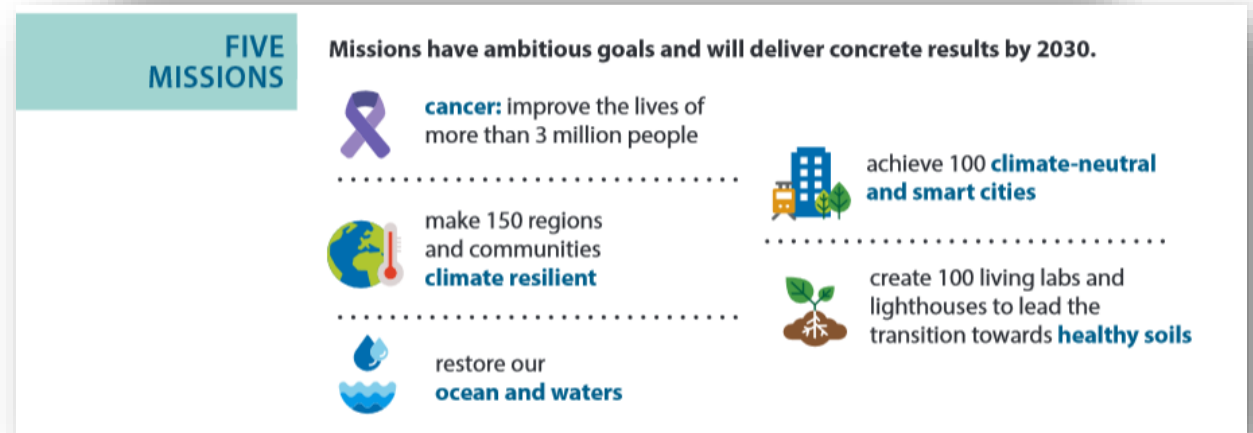 FIVE
MISSIONS
Missions have ambitious goals and will deliver concrete results by 2030.
cancer: improve the lives of
more than 3 million people
make 150 regions
and communities
climate resilient
restore our
ocean and waters
achieve 100 climate-neutral
and smart cities
create 100 living labs and
lighthouses to lead the
transition towards healthy soils